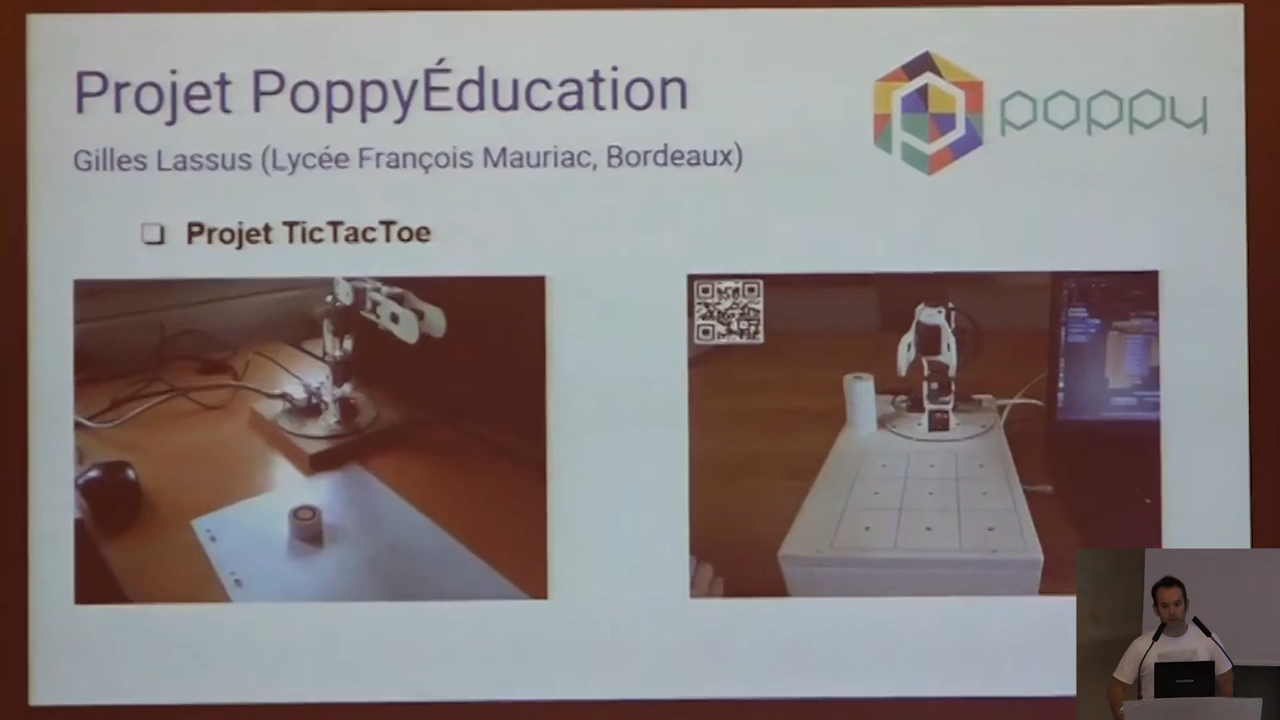 Projet PoppyÉducation
poppy
Gilles Lassus (Lycée François Mauriac, Bordeaux)
Projet TicTacToe